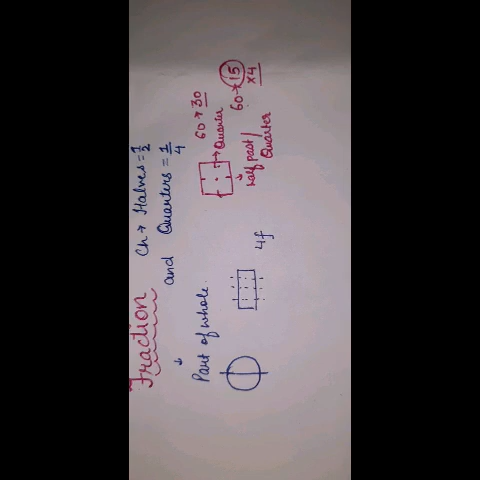 Fraction Ch → Halves = 1/2
and Quarters = 1/4
↓
Part of whole.
60 → 30
→ Quarter
60 → 15
x4
↓
half past/
Quarter
4f